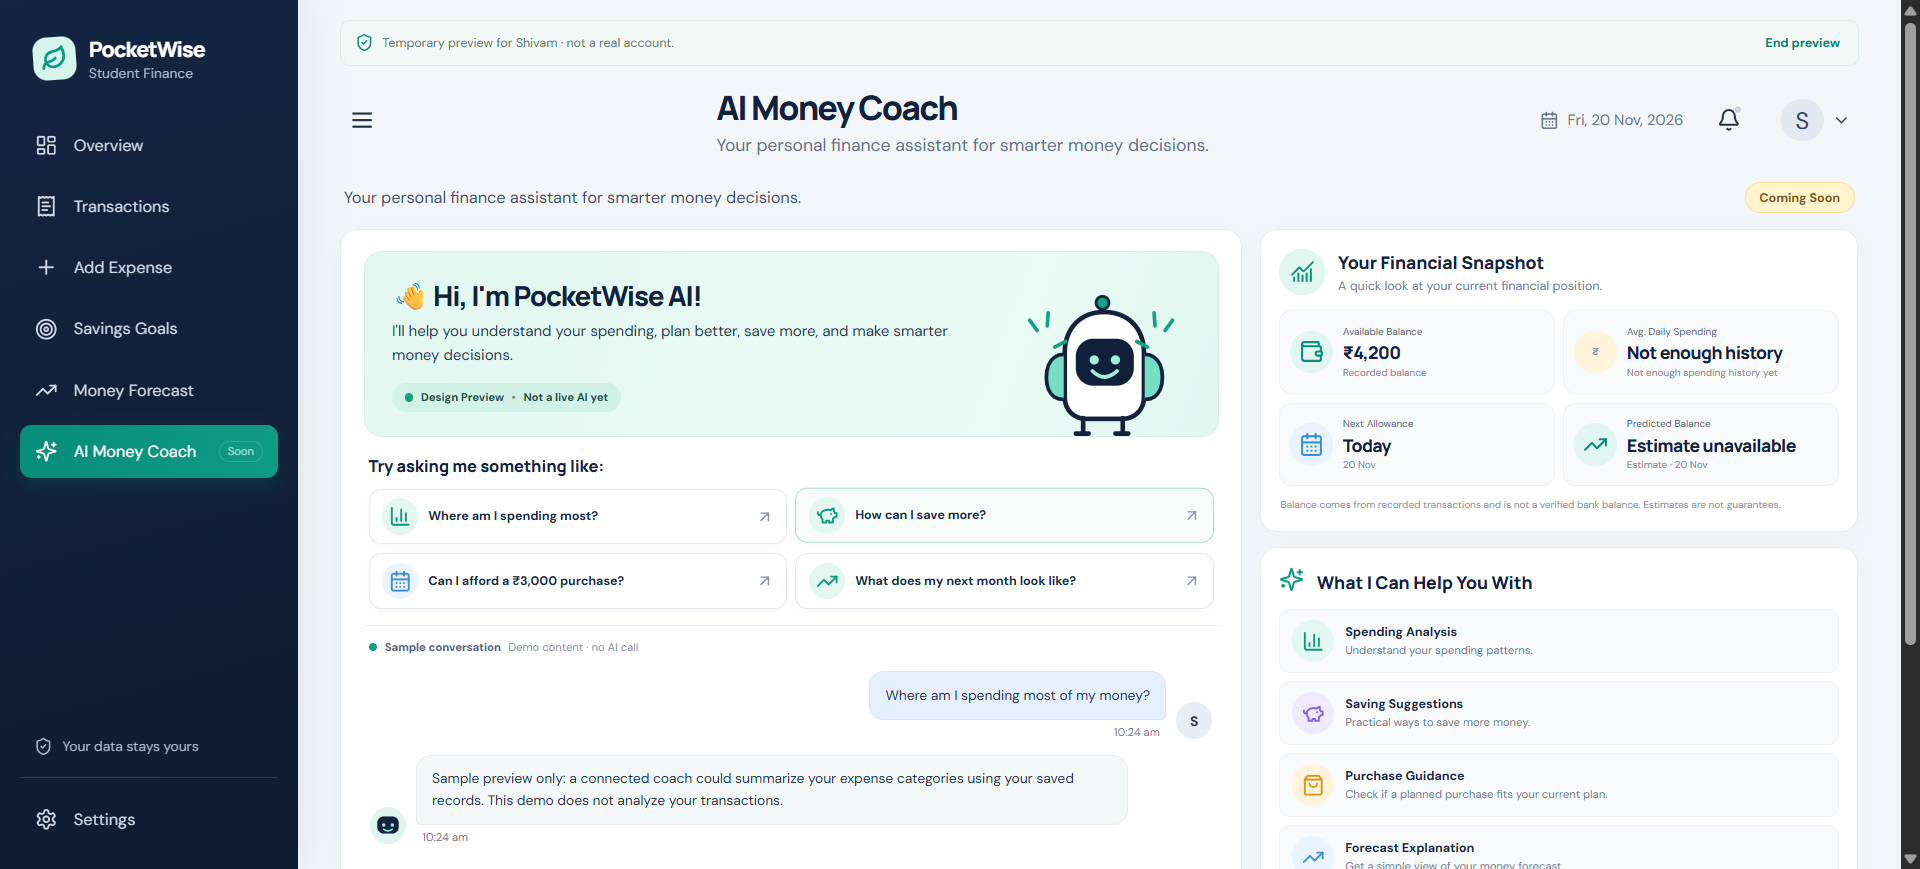 PocketWise
Student Finance
Overview
Transactions
Add Expense
Savings Goals
Money Forecast
AI Money Coach Soon
Your data stays yours
Settings
Temporary preview for Shivam · not a real account.
End preview
AI Money Coach
Your personal finance assistant for smarter money decisions.
Fri, 20 Nov, 2026
S
Your personal finance assistant for smarter money decisions.
Coming Soon
👋 Hi, I'm PocketWise AI!
I'll help you understand your spending, plan better, save more, and make smarter
money decisions.
Design Preview • Not a live AI yet
Try asking me something like:
Where am I spending most?
How can I save more?
Can I afford a ₹3,000 purchase?
What does my next month look like?
Sample conversation Demo content · no AI call
Where am I spending most of my money?
S
10:24 am
Sample preview only: a connected coach could summarize your expense categories using your saved
records. This demo does not analyze your transactions.
10:24 am
Your Financial Snapshot
A quick look at your current financial position.
Available Balance
₹4,200
Recorded balance
₹
Avg. Daily Spending
Not enough history
Not enough spending history yet
Next Allowance
Today
20 Nov
Predicted Balance
Estimate unavailable
Estimate · 20 Nov
Balance comes from recorded transactions and is not a verified bank balance. Estimates are not guarantees.
What I Can Help You With
Spending Analysis
Understand your spending patterns.
Saving Suggestions
Practical ways to save more money.
Purchase Guidance
Check if a planned purchase fits your current plan.
Forecast Explanation
Get a simple view of your money forecast